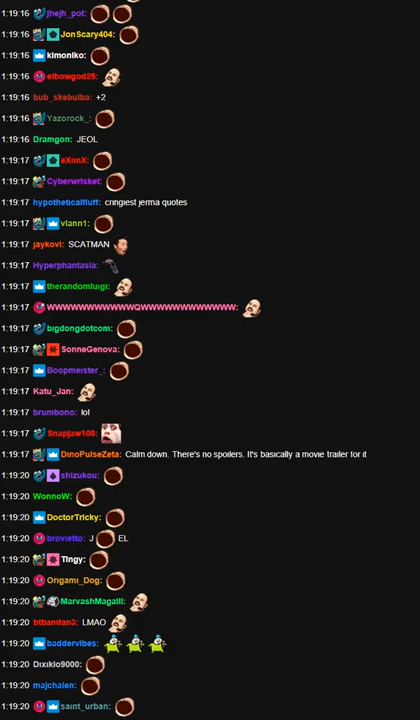 1:19:16 jhejh_pot:
1:19:16 JonScary404:
1:19:16 kimoniko:
1:19:16 elbowgod25:
1:19:16 bub_skebulba: +2
1:19:16 Yazorock_:
1:19:16 Dramgon: JEOL
1:19:17 eXiinX:
1:19:17 Cyberwrisket:
1:19:17 hypotheticalfluff: cringiest jerma quotes
1:19:17 vlann1:
1:19:17 jaykovi: SCATMAN
1:19:17 Hyperphantasia:
1:19:17 therandomluigi:
1:19:17 WWWWWWWWWWWQWWWWWWWWWWWW:
1:19:17 bigdongdotcom:
1:19:17 SonneGenova:
1:19:17 Boopmeister_:
1:19:17 Katu_Jan:
1:19:17 brumbono: lol
1:19:17 Snapjaw100:
1:19:17 DinoPulseZeta: Calm down. There's no spoilers. It's basically a movie trailer for it
1:19:20 shizukou:
1:19:20 WonnoW:
1:19:20 DoctorTricky:
1:19:20 brovietto: J EL
1:19:20 Tingy:
1:19:20 Origami_Dog:
1:19:20 MarvashMagalli:
1:19:20 btbamfan3: LMAO
1:19:20 baddervibes:
1:19:20 Dixiklo9000:
1:19:20 majchalen:
1:19:20 saint_urban: